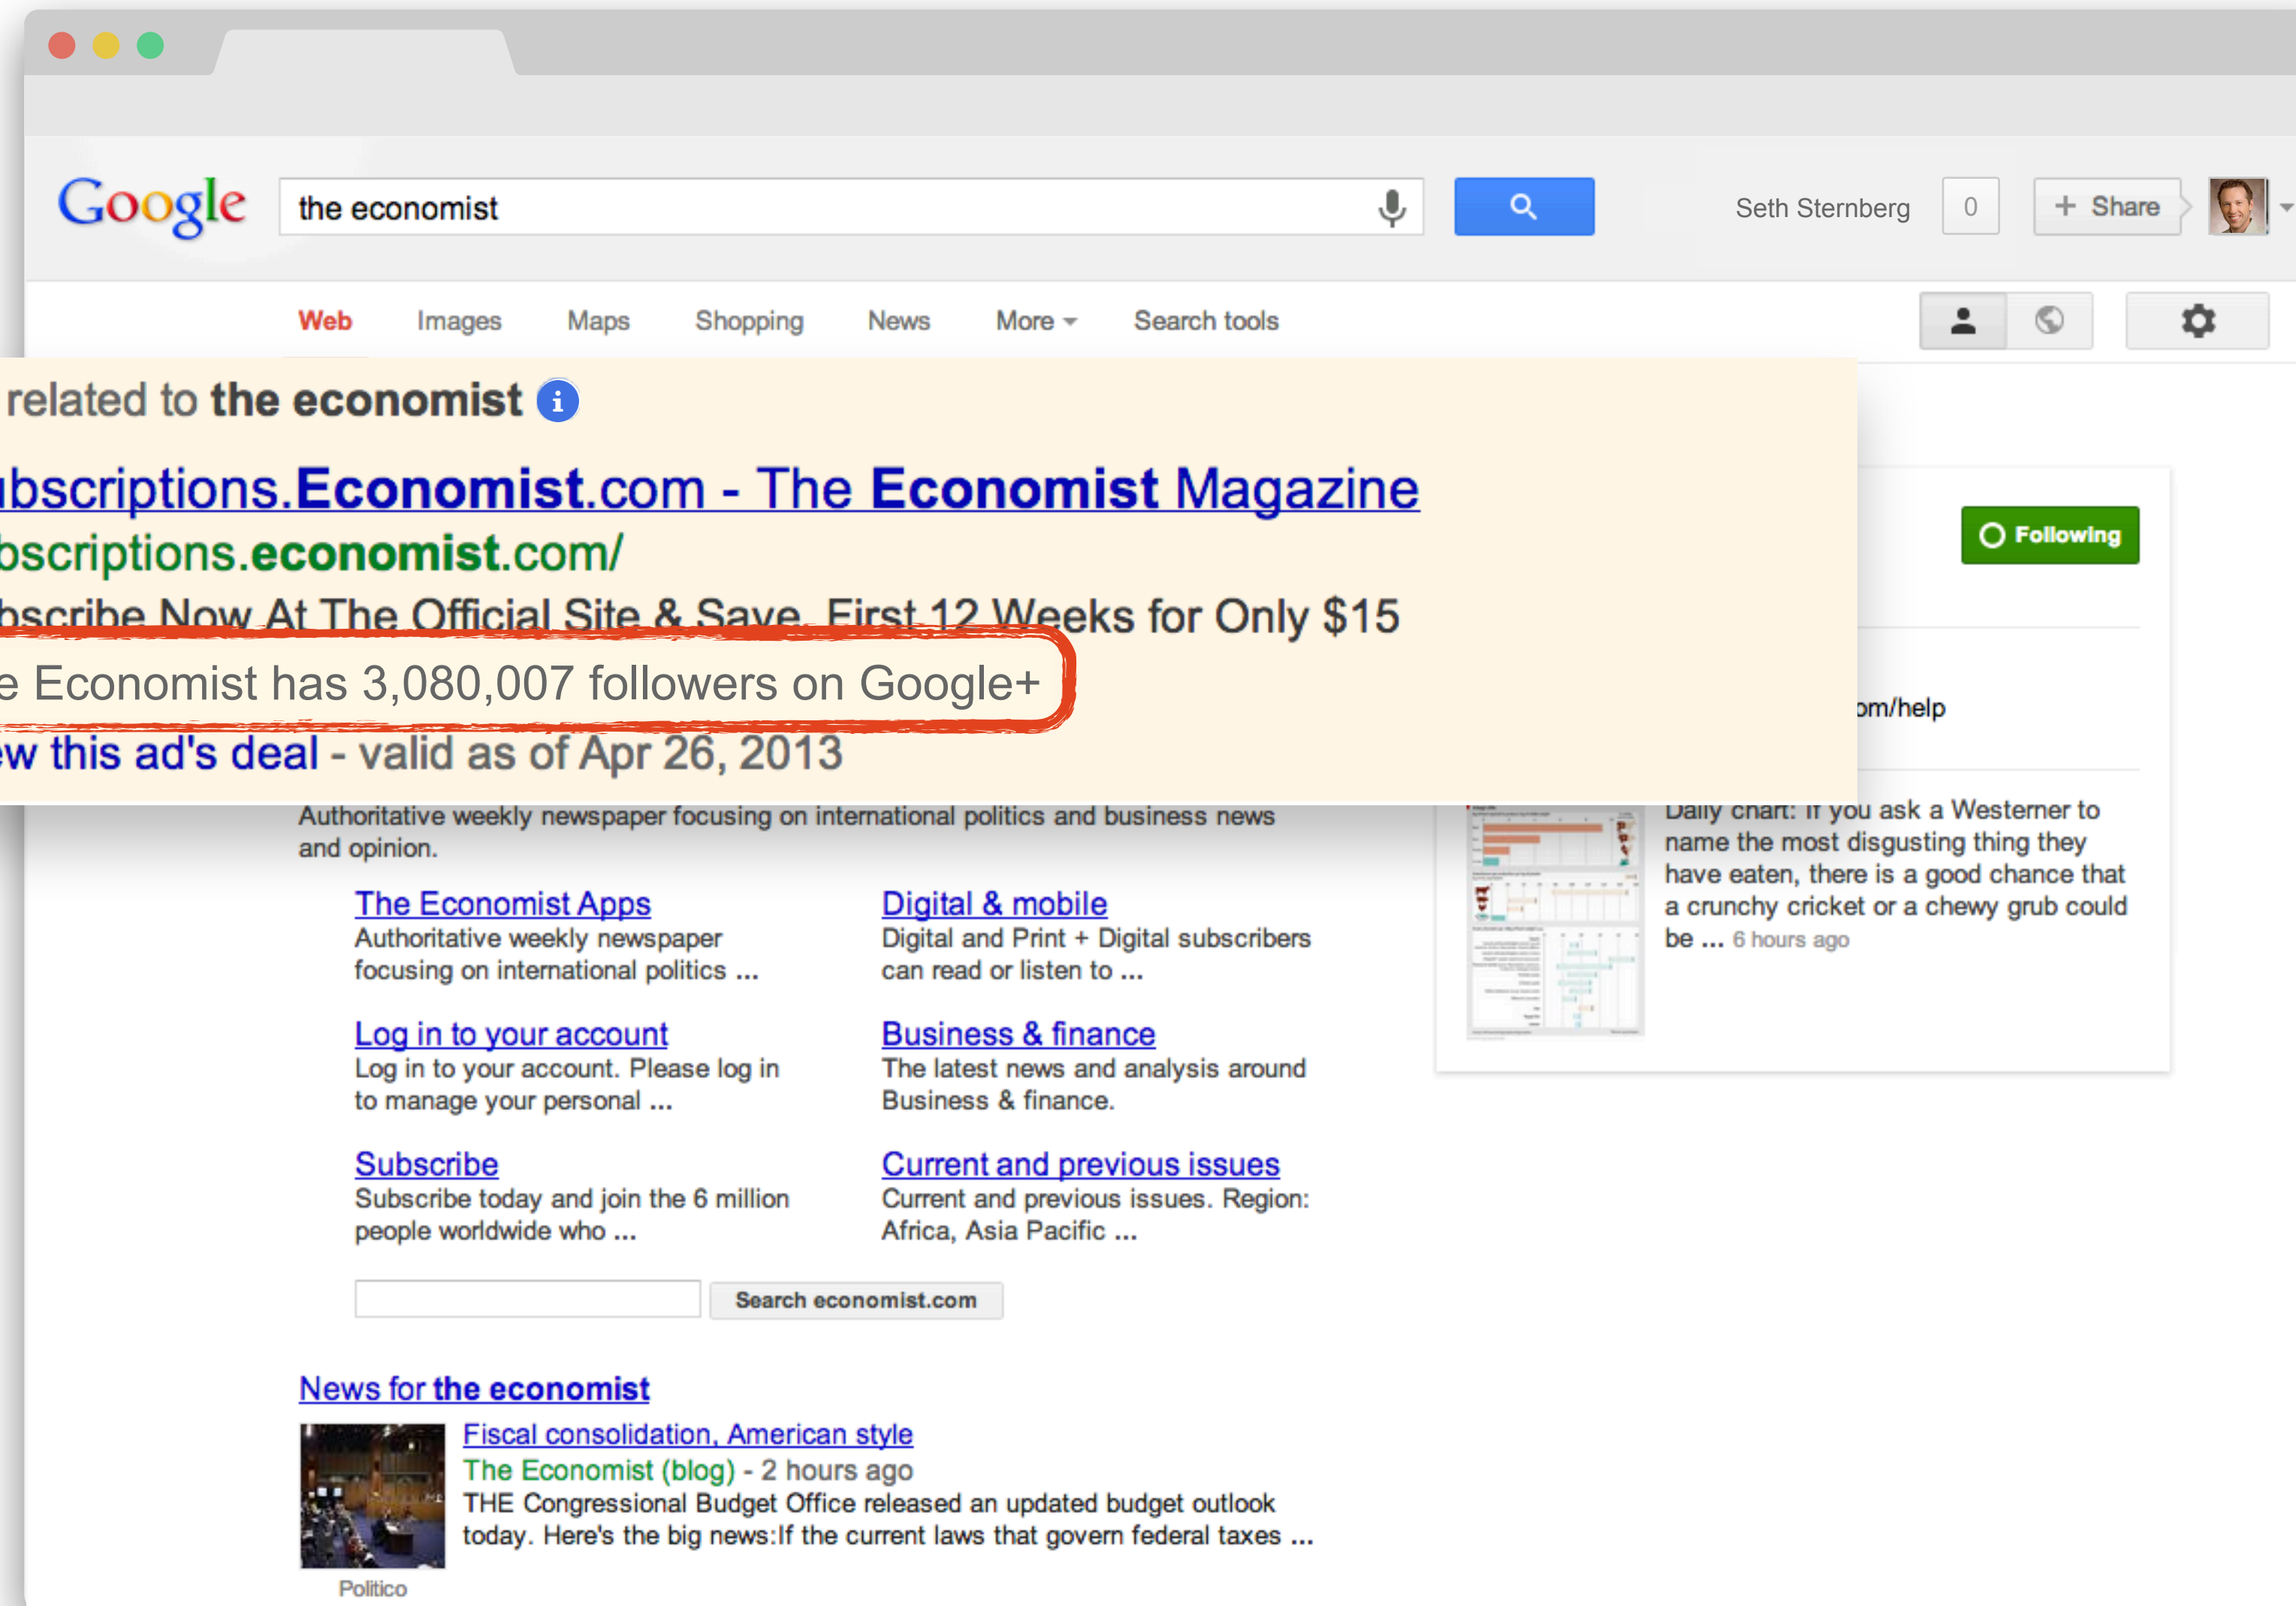 Google
the economist
Seth Sternberg
0
+ Share
Web Images Maps Shopping News More Search tools
related to the economist
ubscriptions.Economist.com - The Economist Magazine
bscriptions.economist.com/
bscribe Now At The Official Site & Save. First 12 Weeks for Only $15
e Economist has 3,080,007 followers on Google+
ew this ad's deal - valid as of Apr 26, 2013
Following
om/help
Authoritative weekly newspaper focusing on international politics and business news
and opinion.
The Economist Apps
Authoritative weekly newspaper
focusing on international politics ...
Digital & mobile
Digital and Print + Digital subscribers
can read or listen to ...
Log in to your account
Log in to your account. Please log in
to manage your personal ...
Business & finance
The latest news and analysis around
Business & finance.
Subscribe
Subscribe today and join the 6 million
people worldwide who ...
Current and previous issues
Current and previous issues. Region:
Africa, Asia Pacific ...
Search economist.com
News for the economist
Fiscal consolidation, American style
The Economist (blog) - 2 hours ago
THE Congressional Budget Office released an updated budget outlook
today. Here's the big news:If the current laws that govern federal taxes ...
Politico
Daily chart: If you ask a Westerner to
name the most disgusting thing they
have eaten, there is a good chance that
a crunchy cricket or a chewy grub could
be ... 6 hours ago